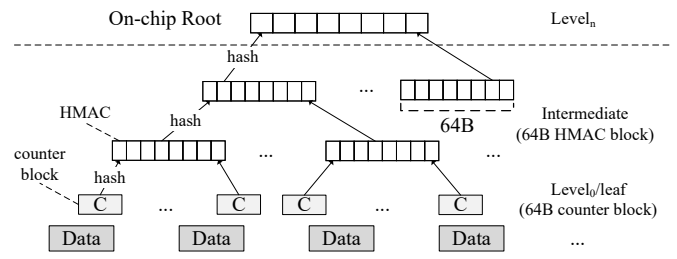 On-chip Root
Level_n
hash
...
hash
HMAC
64B
Intermediate
(64B HMAC block)
...
...
counter
block
hash
Level_0/leaf
(64B counter block)
C
...
C
C
...
C
Data
Data
Data
Data
...